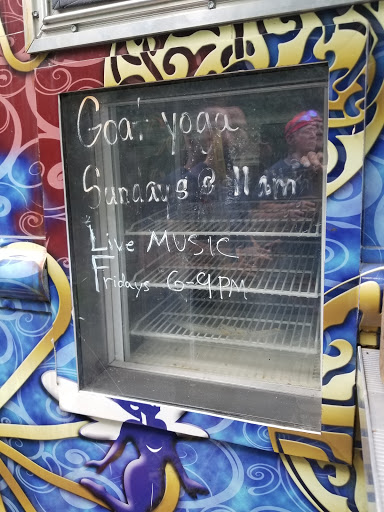 Goat yoga
Sundays @ 11am
Live MUSIC
Fridays 6-9PM